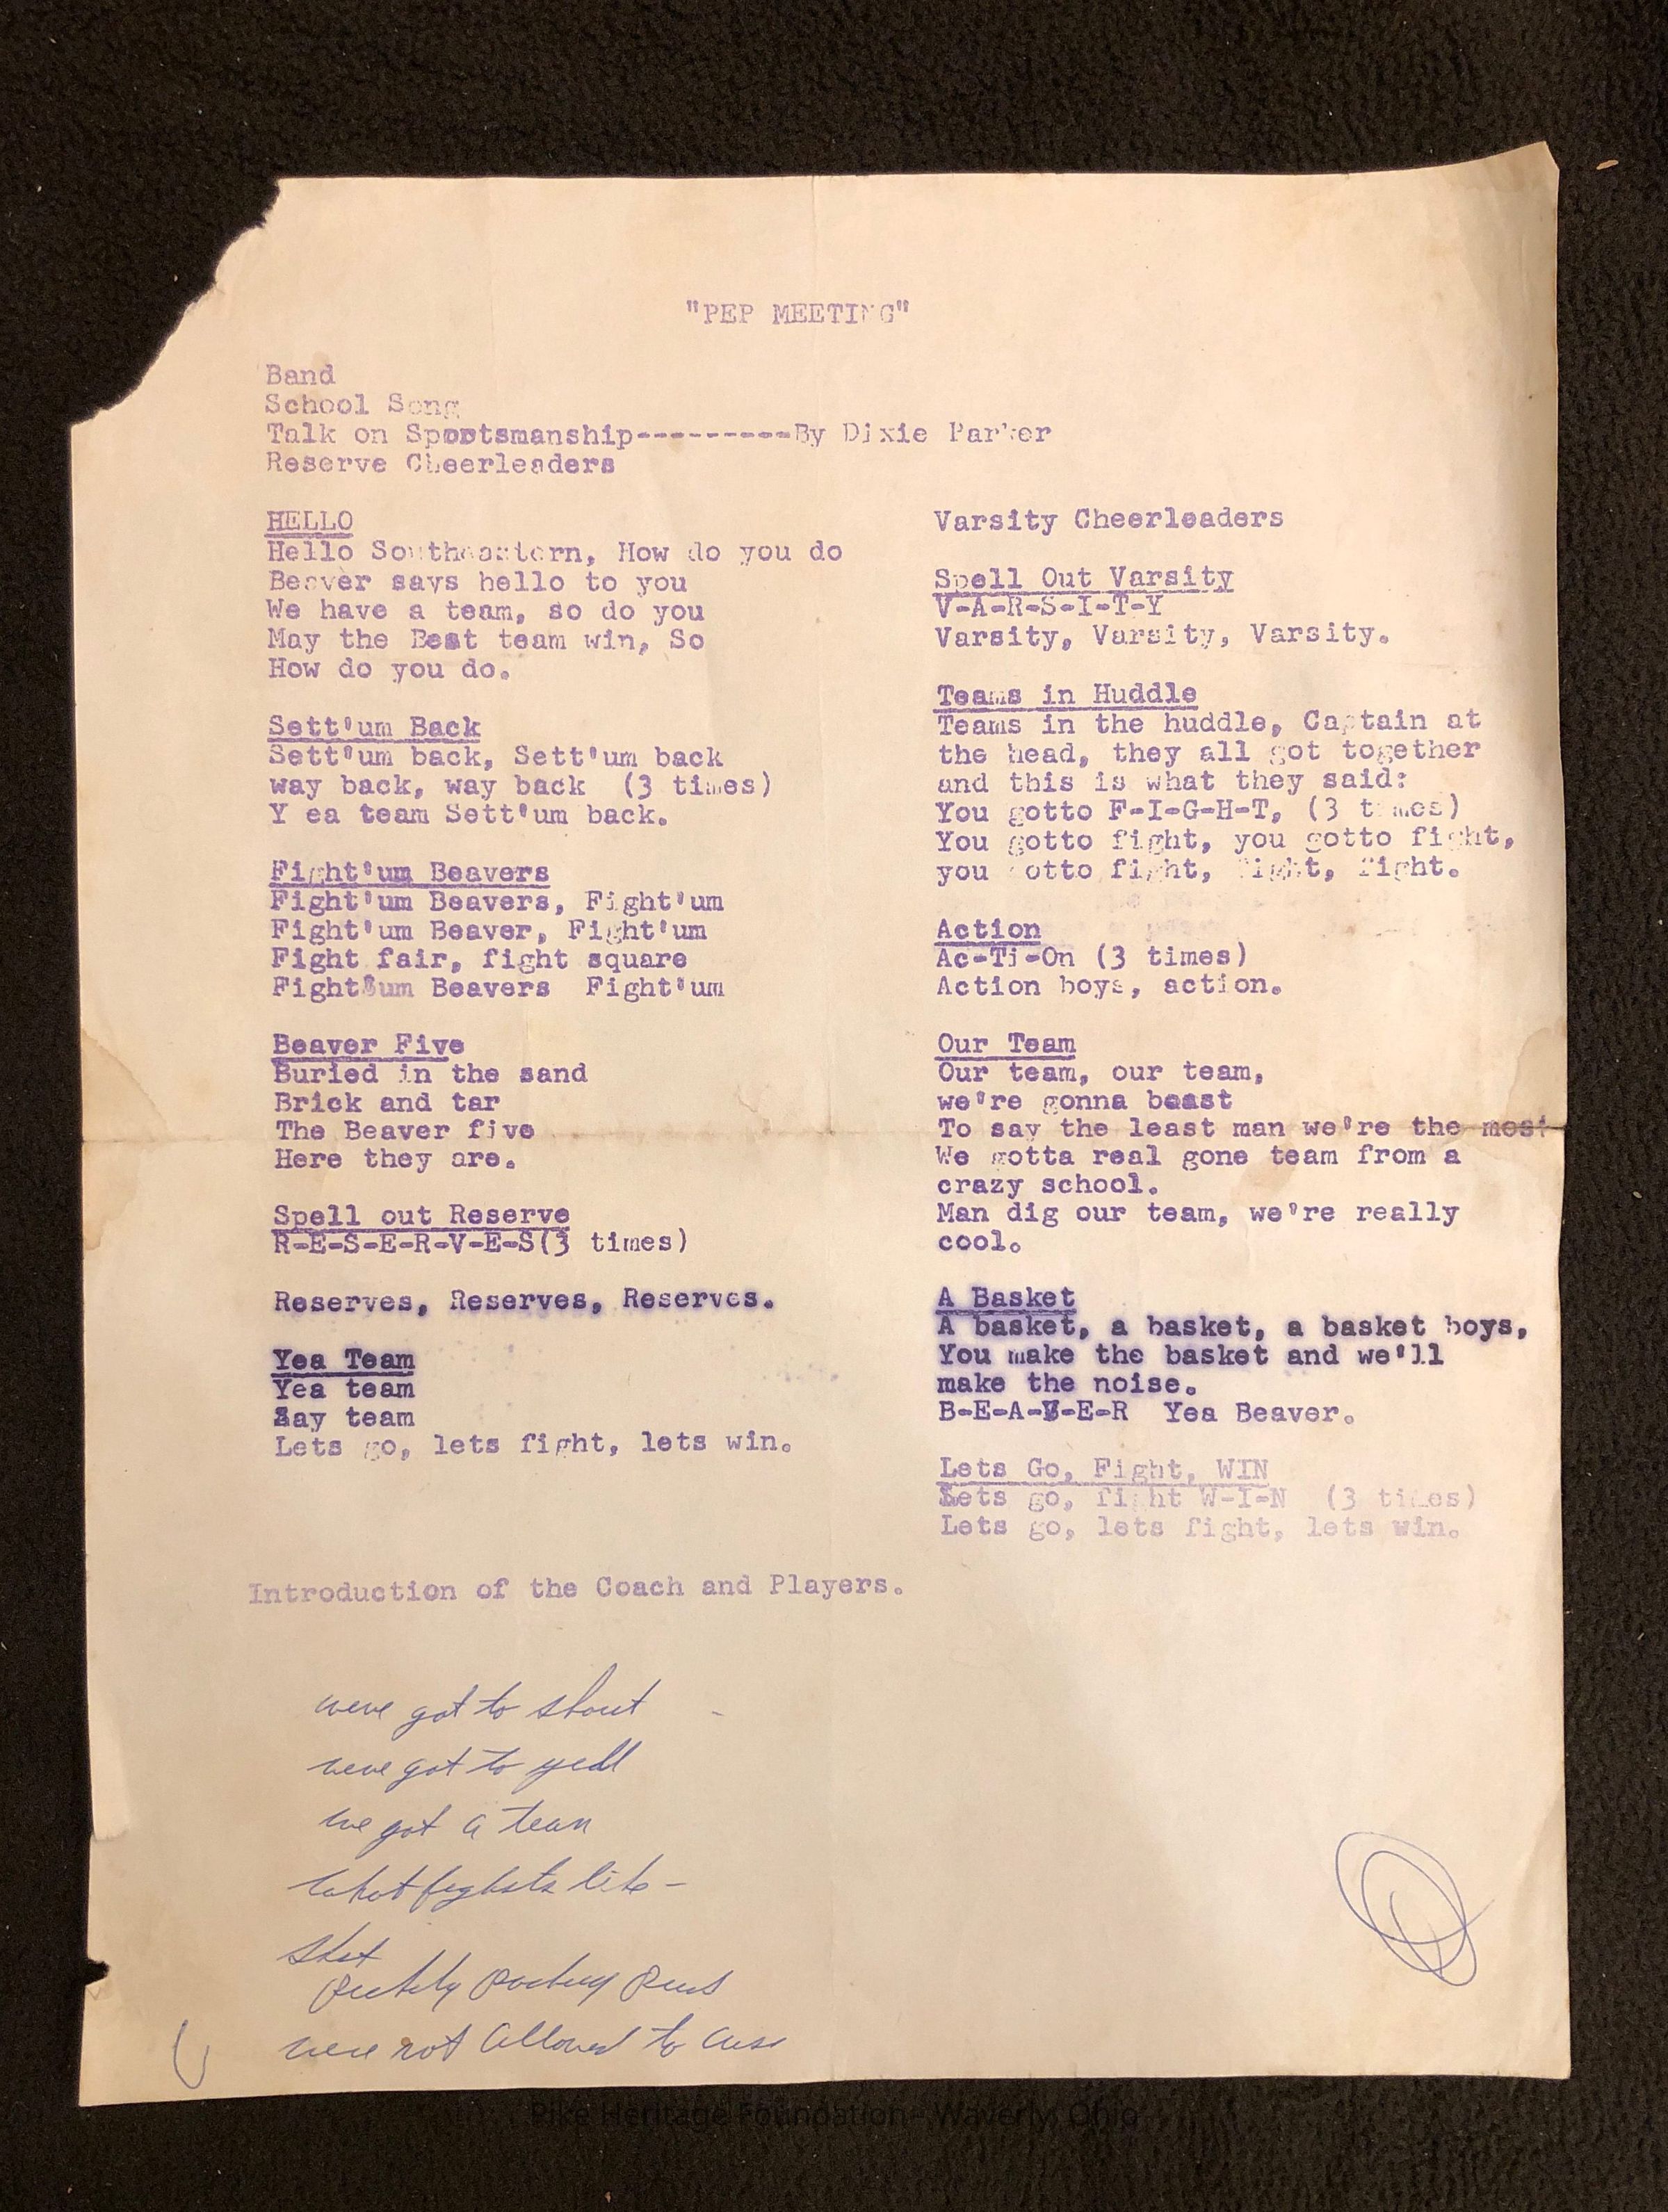 "PEP MEETING"
Band
School Song
Talk on Sportsmanship---------By Dixie Parker
Reserve Cheerleaders
HELLO
Hello Southeastern, How do you do
Beaver says hello to you
We have a team, so do you
May the Best team win, So
How do you do.
Sett'um Back
Sett'um back, Sett'um back
way back, way back (3 times)
Y ea team Sett'um back.
Fight'um Beavers
Fight'um Beavers, Fight'um
Fight'um Beaver, Fight'um
Fight fair, fight square
Fight'um Beavers Fight'um
Beaver Five
Buried in the sand
Brick and tar
The Beaver five
Here they are.
Spell out Reserve
R-E-S-E-R-V-E-S(3 times)
Reserves, Reserves, Reserves.
Yea Team
Yea team
Say team
Lets go, lets fight, lets win.
Varsity Cheerleaders
Spell Out Varsity
V-A-R-S-I-T-Y
Varsity, Varsity, Varsity.
Teams in Huddle
Teams in the huddle, Captain at
the head, they all got together
and this is what they said:
You gotto F-I-G-H-T, (3 times)
You gotto fight, you gotto fight,
you gotto fight, fight, fight.
Action
Ac-Ti-On (3 times)
Action boys, action.
Our Team
Our team, our team,
we're gonna boast
To say the least man we're the most
We gotta real gone team from a
crazy school.
Man dig our team, we're really
cool.
A Basket
A basket, a basket, a basket boys,
You make the basket and we'll
make the noise.
B-E-A-V-E-R Yea Beaver.
Lets Go, Fight, WIN
Lets go, fight W-I-N (3 times)
Lets go, lets fight, lets win.
Introduction of the Coach and Players.
weve got to shout -
weve got to yell
we got a team
that fights like -
were not allowed to cuss
Pike Heritage Foundation - Waverly, Ohio